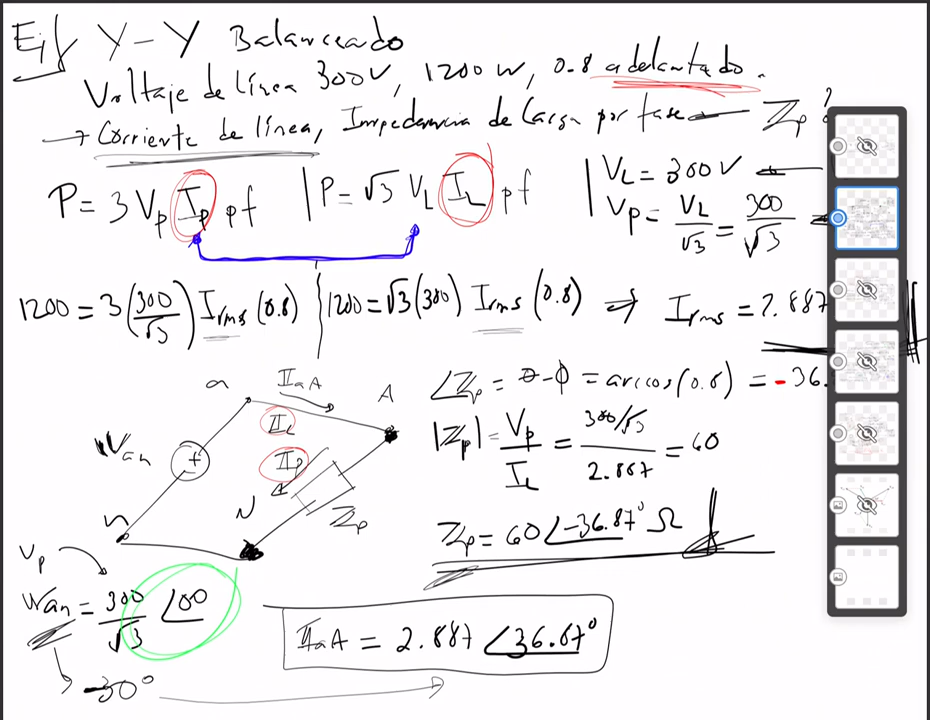 Ej/ Y-Y Balanceado
Voltaje de línea 300V, 1200 W, 0.8 adelantado.
→ Corriente de línea, Impedancia de Carga por fase Zp?
P = 3 Vp Ip pf | P = √3 VL IL pf
VL = 300 V
Vp = VL/√3 = 300/√3
1200 = 3(300/√3) Irms (0.8) | 1200 = √3(300) Irms (0.8) ⇒ Irms = 2.887
∠Zp = θ-ϕ = arccos(0.8) = -36.
|Zp| = Vp/IL = 300/√3 / 2.887 = 60
Zp = 60∠-36.87° Ω
a IaA A
IL
Van + Ip
N Zp
n
Vp
Van = 300/√3 ∠0°
IaA = 2.887 ∠36.87°
-30°